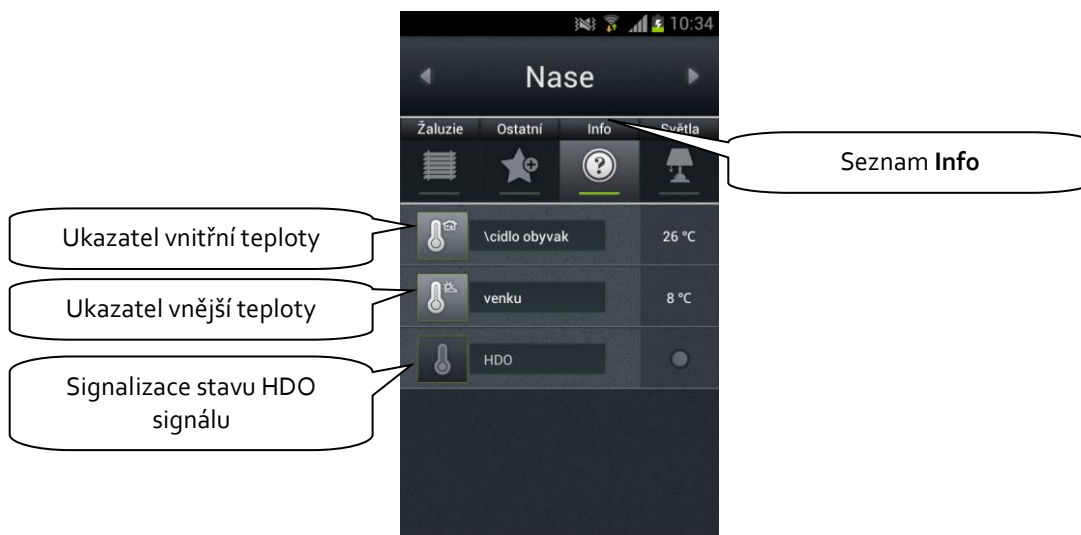 10:34
Nase
Žaluzie Ostatní Info Světla
Seznam Info
Ukazatel vnitřní teploty
\cidlo obyvak 26 °C
Ukazatel vnější teploty
venku 8 °C
Signalizace stavu HDO
signálu
HDO